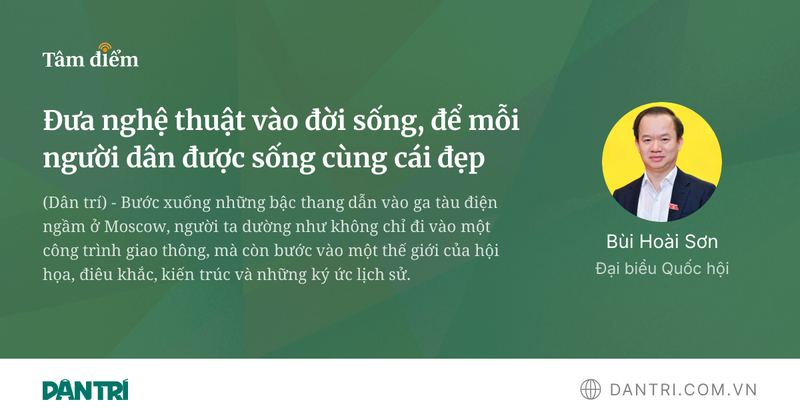 Tâm điểm
Đưa nghệ thuật vào đời sống, để mỗi
người dân được sống cùng cái đẹp
(Dân trí) - Bước xuống những bậc thang dẫn vào ga tàu điện
ngầm ở Moscow, người ta dường như không chỉ đi vào một
công trình giao thông, mà còn bước vào một thế giới của hội
họa, điêu khắc, kiến trúc và những ký ức lịch sử.
Bùi Hoài Sơn
Đại biểu Quốc hội
DÂN TRÍ
DANTRI.COM.VN